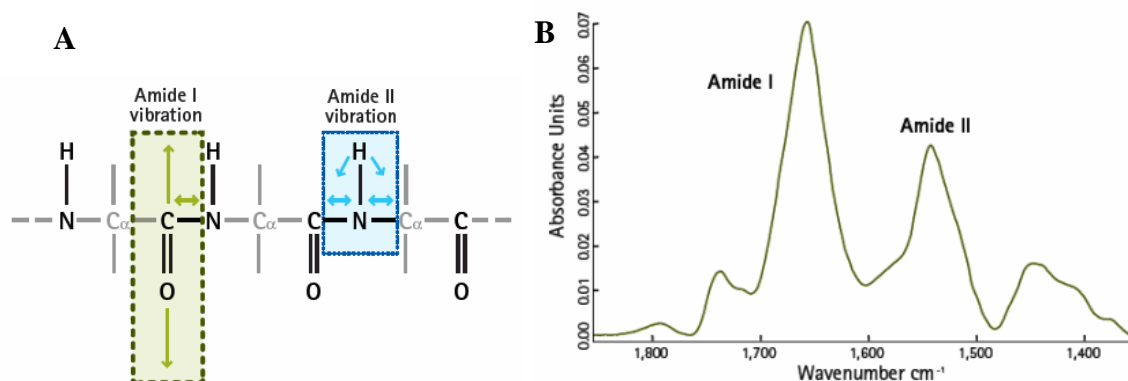 A
Amide I
vibration
Amide II
vibration
H
H
H
N
Cα
C
N
Cα
C
N
Cα
C
O
O
O
B
Absorbance Units
0.07
0.06
0.05
0.04
0.03
0.02
0.01
0.00
Amide I
Amide II
1,800
1,700
1,600
1,500
1,400
Wavenumber cm⁻¹